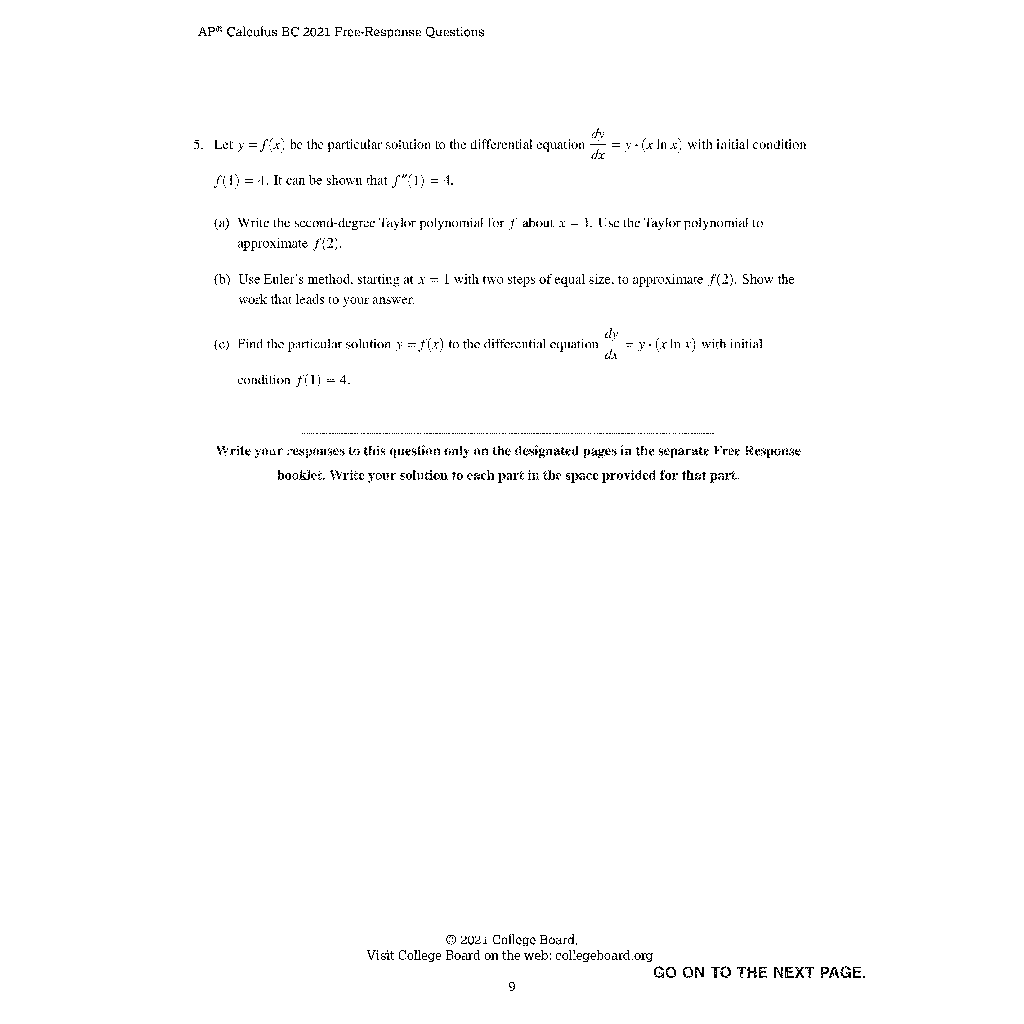 AP® Calculus BC 2021 Free-Response Questions
5. Let y = f(x) be the particular solution to the differential equation dy/dx = y · (x ln x) with initial condition
f(1) = 4. It can be shown that f″(1) = 4.
(a) Write the second-degree Taylor polynomial for f about x = 1. Use the Taylor polynomial to
approximate f(2).
(b) Use Euler's method, starting at x = 1 with two steps of equal size, to approximate f(2). Show the
work that leads to your answer.
(c) Find the particular solution y = f(x) to the differential equation dy/dx = y · (x ln x) with initial
condition f(1) = 4.
Write your responses to this question only on the designated pages in the separate Free Response
booklet. Write your solution to each part in the space provided for that part.
© 2021 College Board.
Visit College Board on the web: collegeboard.org
GO ON TO THE NEXT PAGE.
9